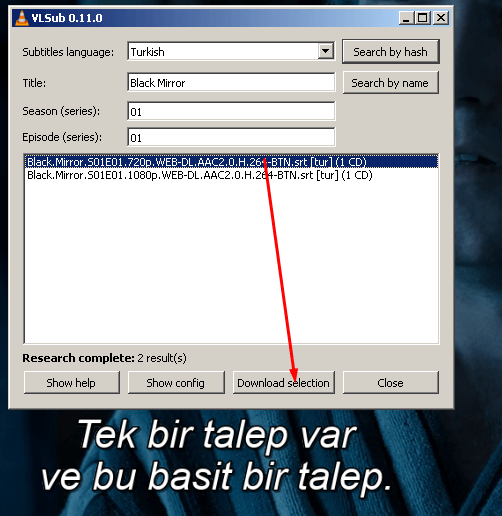 VLSub 0.11.0
Subtitles language: Turkish Search by hash
Title: Black Mirror Search by name
Season (series): 01
Episode (series): 01
Black.Mirror.S01E01.720p.WEB-DL.AAC2.0.H.264-BTN.srt [tur] (1 CD)
Black.Mirror.S01E01.1080p.WEB-DL.AAC2.0.H.264-BTN.srt [tur] (1 CD)
Research complete: 2 result(s)
Show help Show config Download selection Close
Tek bir talep var
ve bu basit bir talep.